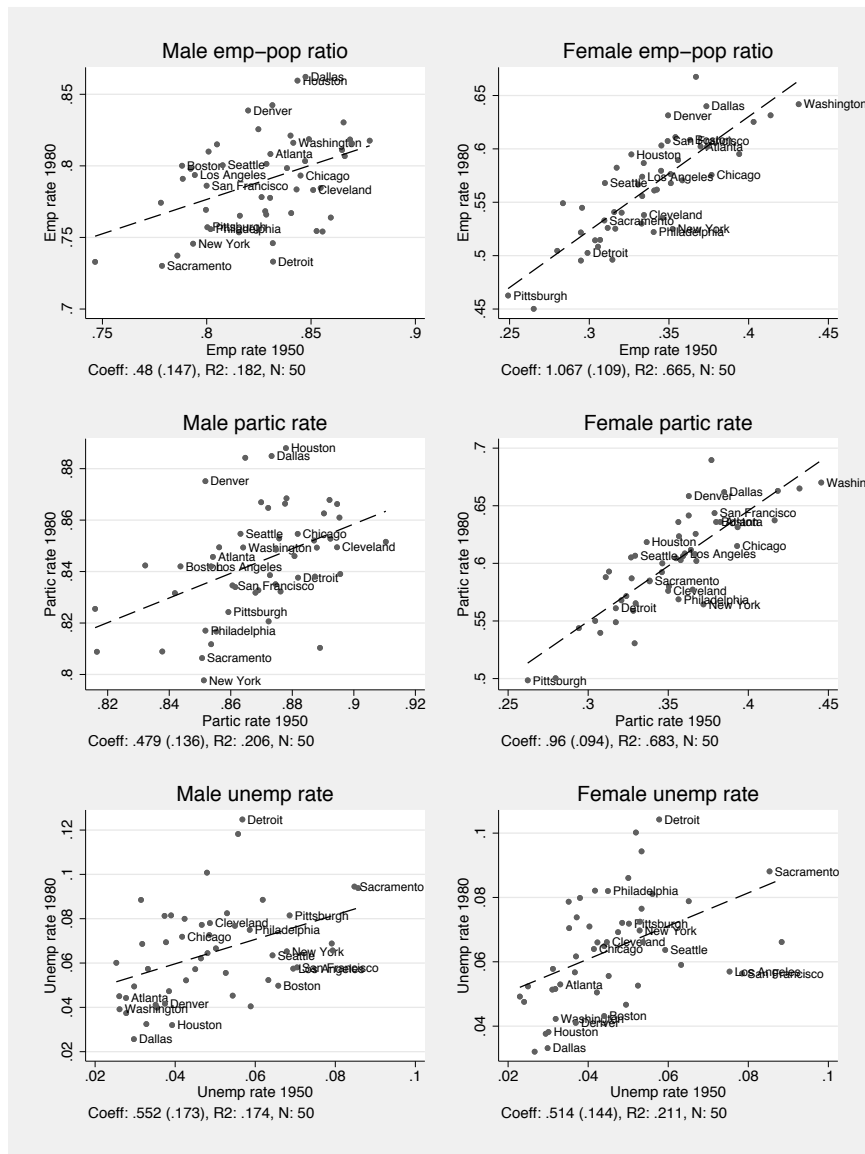 Male emp-pop ratio
Emp rate 1980
.85
.8
.75
.7
Dallas
Houston
Denver
Washington
Atlanta
Boston
Seattle
Los Angeles
Chicago
San Francisco
Cleveland
Pittsburgh
Philadelphia
New York
Sacramento
Detroit
.75 .8 .85 .9
Emp rate 1950
Coeff: .48 (.147), R2: .182, N: 50
Female emp-pop ratio
Emp rate 1980
.65
.6
.55
.5
.45
Washington
Dallas
Denver
Boston
San Francisco
Atlanta
Houston
Los Angeles
Chicago
Seattle
Cleveland
Sacramento
New York
Philadelphia
Detroit
Pittsburgh
.25 .3 .35 .4 .45
Emp rate 1950
Coeff: 1.067 (.109), R2: .665, N: 50
Male partic rate
Partic rate 1980
.88
.86
.84
.82
.8
Houston
Dallas
Denver
Seattle
Chicago
Washington
Cleveland
Atlanta
Boston
Los Angeles
Detroit
San Francisco
Pittsburgh
Philadelphia
Sacramento
New York
.82 .84 .86 .88 .9 .92
Partic rate 1950
Coeff: .479 (.136), R2: .206, N: 50
Female partic rate
Partic rate 1980
.7
.65
.6
.55
.5
Washin
Dallas
Denver
San Francisco
Boston
Atlanta
Houston
Chicago
Seattle
Los Angeles
Sacramento
Cleveland
Philadelphia
New York
Detroit
Pittsburgh
.25 .3 .35 .4 .45
Partic rate 1950
Coeff: .96 (.094), R2: .683, N: 50
Male unemp rate
Unemp rate 1980
.12
.1
.08
.06
.04
.02
Detroit
Sacramento
Pittsburgh
Cleveland
Philadelphia
Chicago
New York
Seattle
San Francisco
Los Angeles
Boston
Atlanta
Denver
Washington
Houston
Dallas
.02 .04 .06 .08 .1
Unemp rate 1950
Coeff: .552 (.173), R2: .174, N: 50
Female unemp rate
Unemp rate 1980
.1
.08
.06
.04
Detroit
Sacramento
Philadelphia
Pittsburgh
New York
Cleveland
Chicago
Seattle
Los Angeles
San Francisco
Atlanta
Boston
Washington
Denver
Houston
Dallas
.02 .04 .06 .08 .1
Unemp rate 1950
Coeff: .514 (.144), R2: .211, N: 50